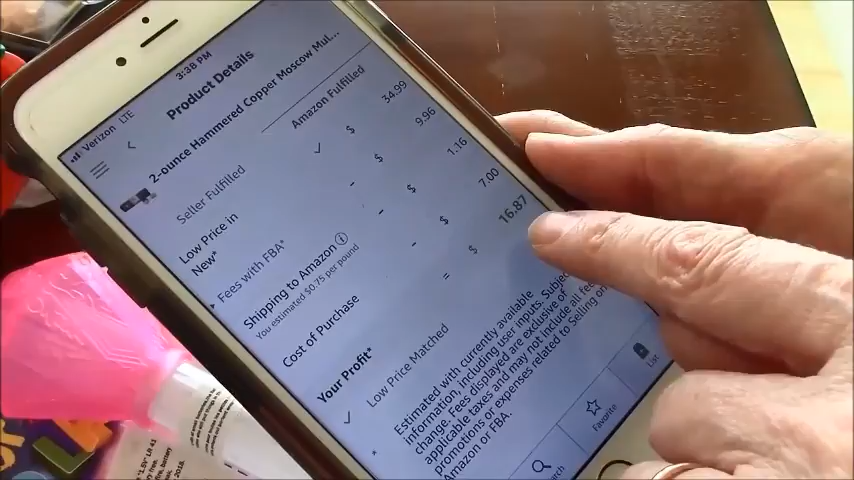 Verizon LTE 3:38 PM
Product Details
2-ounce Hammered Copper Moscow Mul...
Seller Fulfilled Amazon Fulfilled
Low Price in New* $ 34.99
Fees with FBA* - $ 9.96
Shipping to Amazon - $ 1.16
You estimated $0.75 per pound
Cost of Purchase - $ 7.00
Your Profit* = $ 16.87
Low Price Matched
Estimated with currently available
information, including user inputs, Su
change. Fees displayed are exclusive of
applicable taxes and may not include all fees
promotions or expenses related to Selling on
Amazon or FBA.
Search
Favorite
List